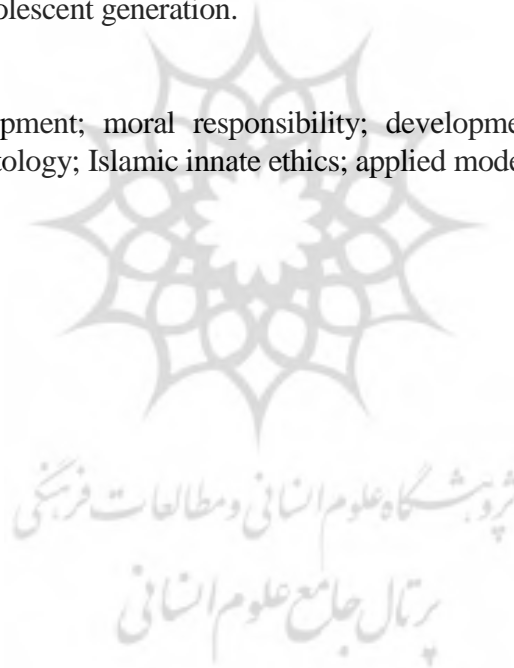 olescent generation.
pment; moral responsibility; developme
tology; Islamic innate ethics; applied mode
پژوهشگاه علوم انسانی و مطالعات فرهنگی
پرتال جامع علوم انسانی